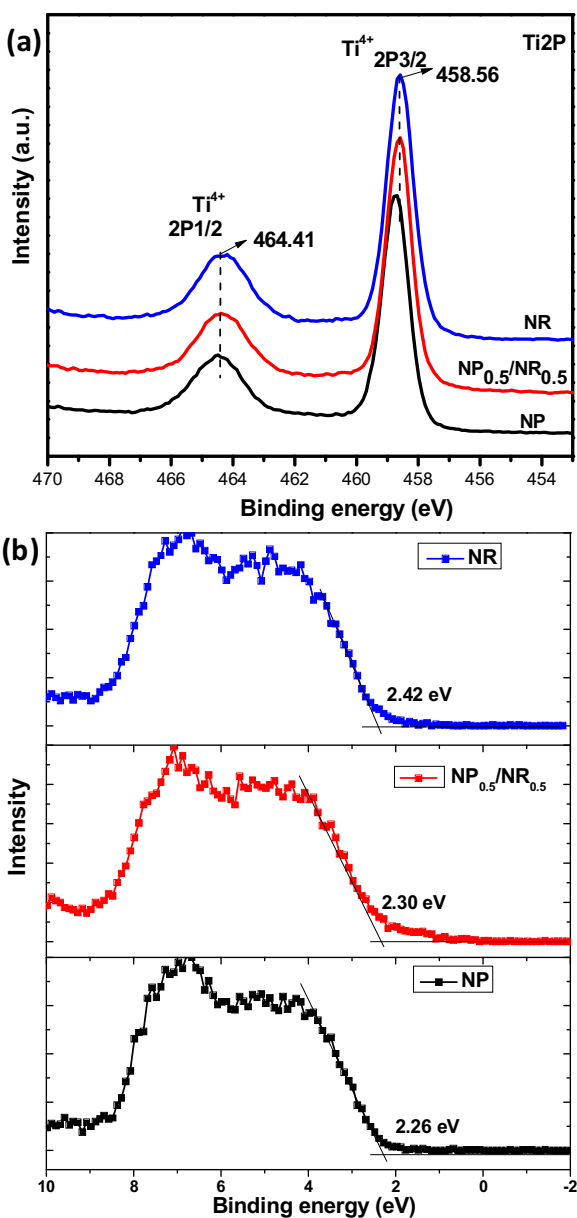 (a)
Ti4+
2P3/2
458.56
Ti2P
Ti4+
2P1/2
464.41
NR
NP0.5/NR0.5
NP
Intensity (a.u.)
470 468 466 464 462 460 458 456 454
Binding energy (eV)
(b)
NR
2.42 eV
NP0.5/NR0.5
2.30 eV
NP
2.26 eV
Intensity
10 8 6 4 2 0 -2
Binding energy (eV)